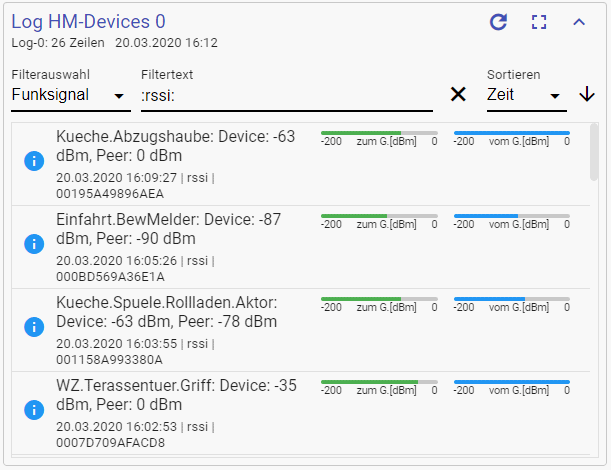 Log HM-Devices 0
Log-0: 26 Zeilen 20.03.2020 16:12
Filterauswahl Filtertext Sortieren
Funksignal :rssi: Zeit
Kueche.Abzugshaube: Device: -63
dBm, Peer: 0 dBm
20.03.2020 16:09:27 | rssi |
00195A49896AEA
-200 zum G.[dBm] 0 -200 vom G.[dBm] 0
Einfahrt.BewMelder: Device: -87
dBm, Peer: -90 dBm
20.03.2020 16:05:26 | rssi |
000BD569A36E1A
-200 zum G.[dBm] 0 -200 vom G.[dBm] 0
Kueche.Spuele.Rollladen.Aktor:
Device: -63 dBm, Peer: -78 dBm
20.03.2020 16:03:55 | rssi |
001158A993380A
-200 zum G.[dBm] 0 -200 vom G.[dBm] 0
WZ.Terassentuer.Griff: Device: -35
dBm, Peer: 0 dBm
20.03.2020 16:02:53 | rssi |
0007D709AFACD8
-200 zum G.[dBm] 0 -200 vom G.[dBm] 0